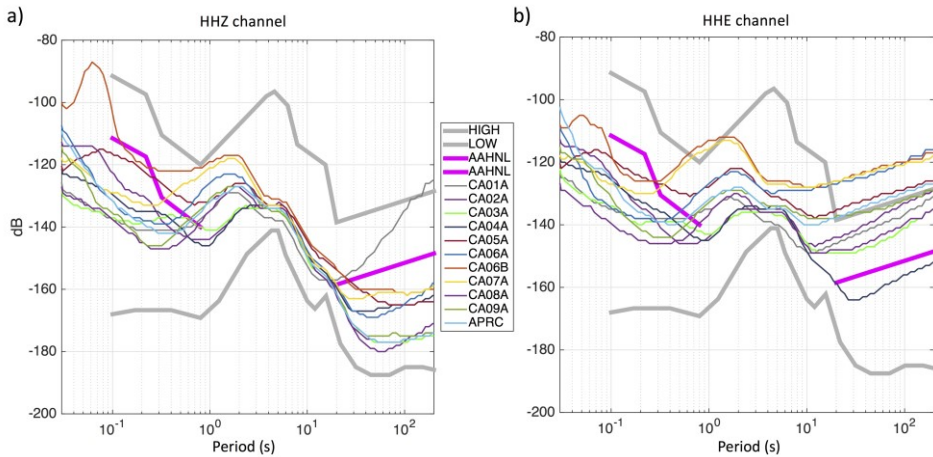 a)
HHZ channel
b)
HHE channel
-80
-100
-120
-140
-160
-180
-200
dB
10-1
100
101
102
Period (s)
HIGH
LOW
AAHNL
AAHNL
CA01A
CA02A
CA03A
CA04A
CA05A
CA06A
CA06B
CA07A
CA08A
CA09A
APRC
-80
-100
-120
-140
-160
-180
-200
10-1
100
101
102
Period (s)